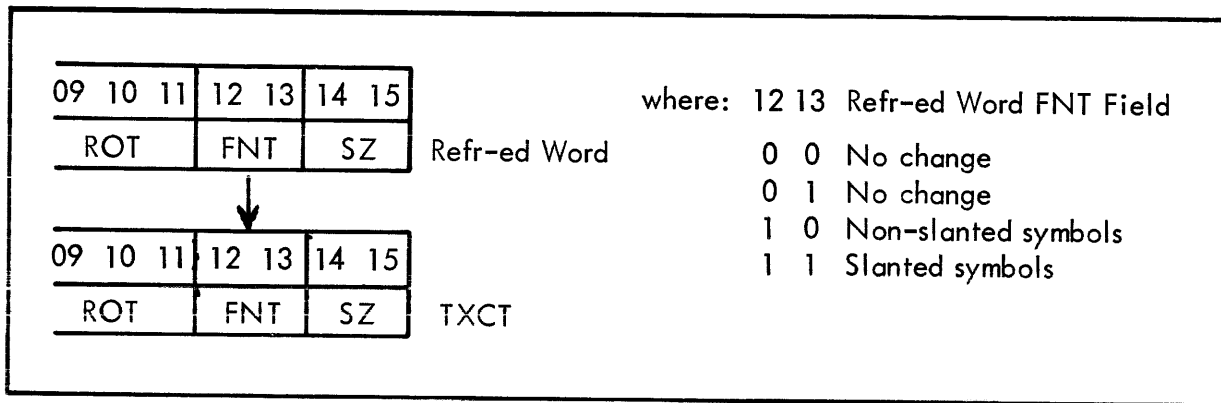 09 10 11 12 13 14 15
ROT FNT SZ Refr-ed Word
09 10 11 12 13 14 15
ROT FNT SZ TXCT
where: 12 13 Refr-ed Word FNT Field
0 0 No change
0 1 No change
1 0 Non-slanted symbols
1 1 Slanted symbols